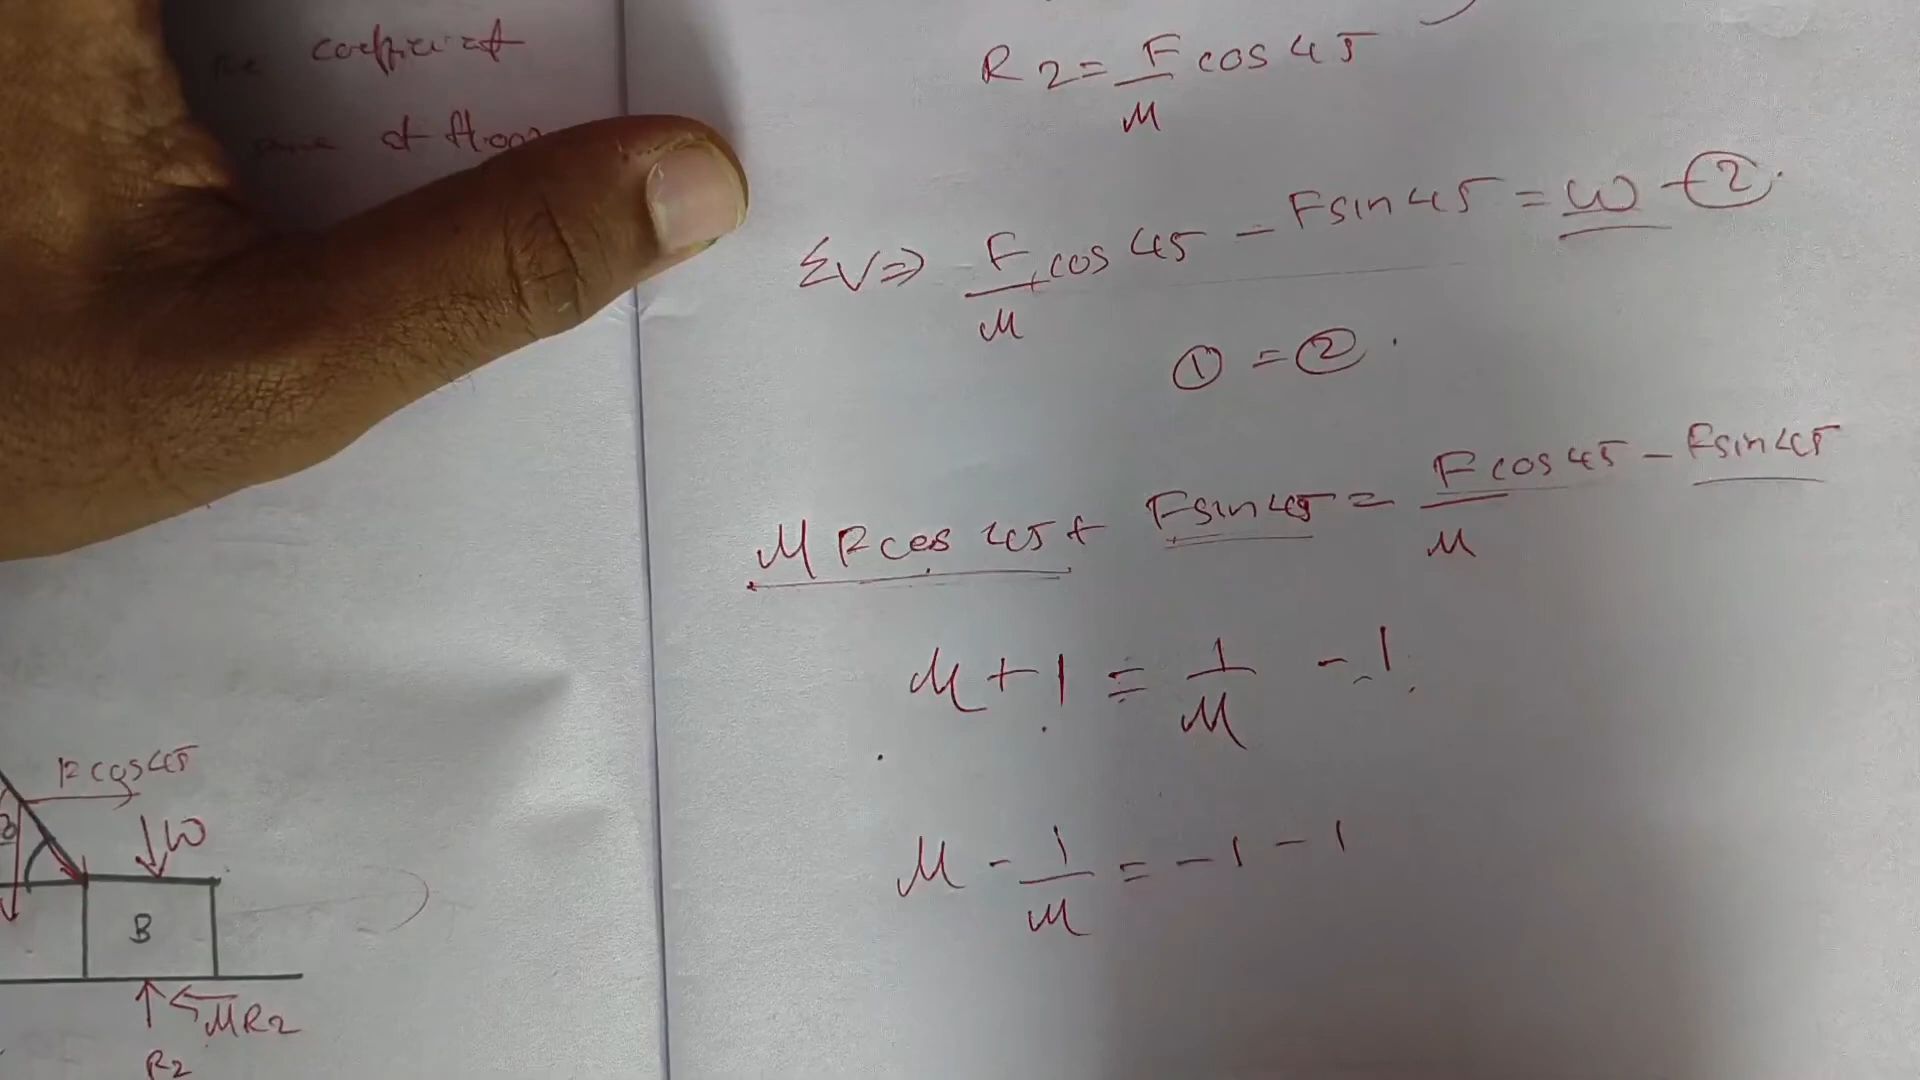 coefficient
of floor
R2 = F/μ cos 45
ΣV ⇒ F/μ cos 45 - F sin 45 = W - ②
① = ②.
μ F cos 45 + F sin 45 = F cos 45/μ - F sin 45
μ + 1 = 1/μ - 1
μ - 1/μ = -1 - 1
F cos 45
W
B
μR2
R2